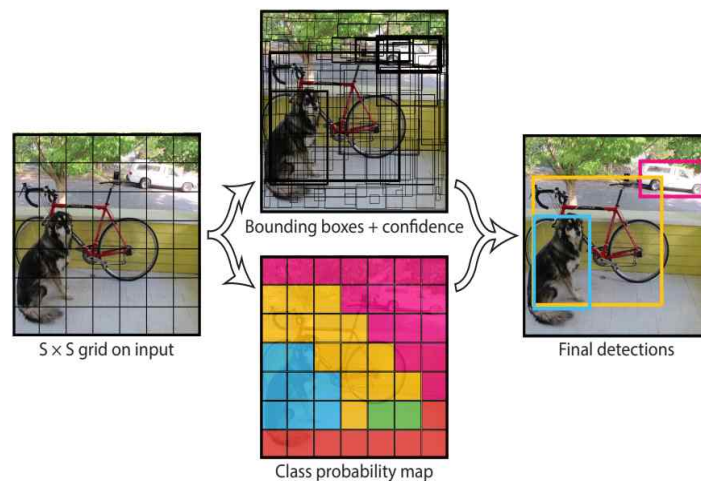 Bounding boxes + confidence
S × S grid on input
Final detections
Class probability map